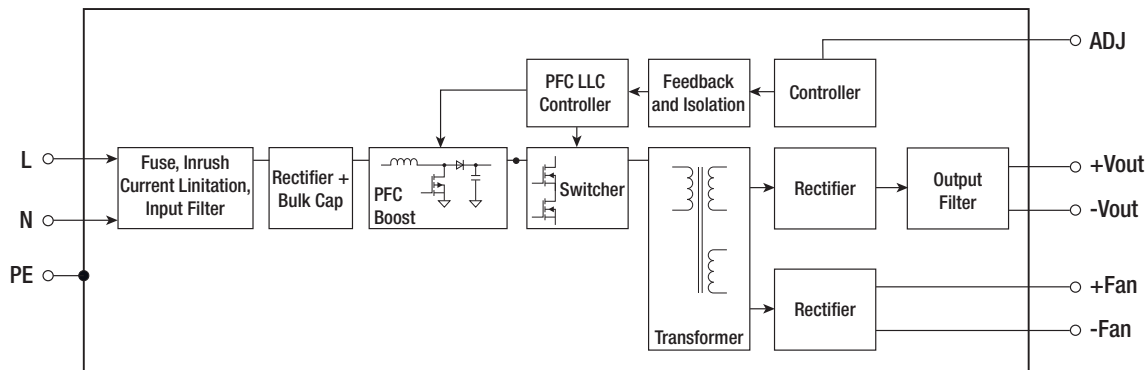 ADJ
PFC LLC
Controller
Feedback
and Isolation
Controller
L
N
PE
Fuse, Inrush
Current Linitation,
Input Filter
Rectifier +
Bulk Cap
PFC
Boost
Switcher
Transformer
Rectifier
Output
Filter
+Vout
-Vout
Rectifier
+Fan
-Fan